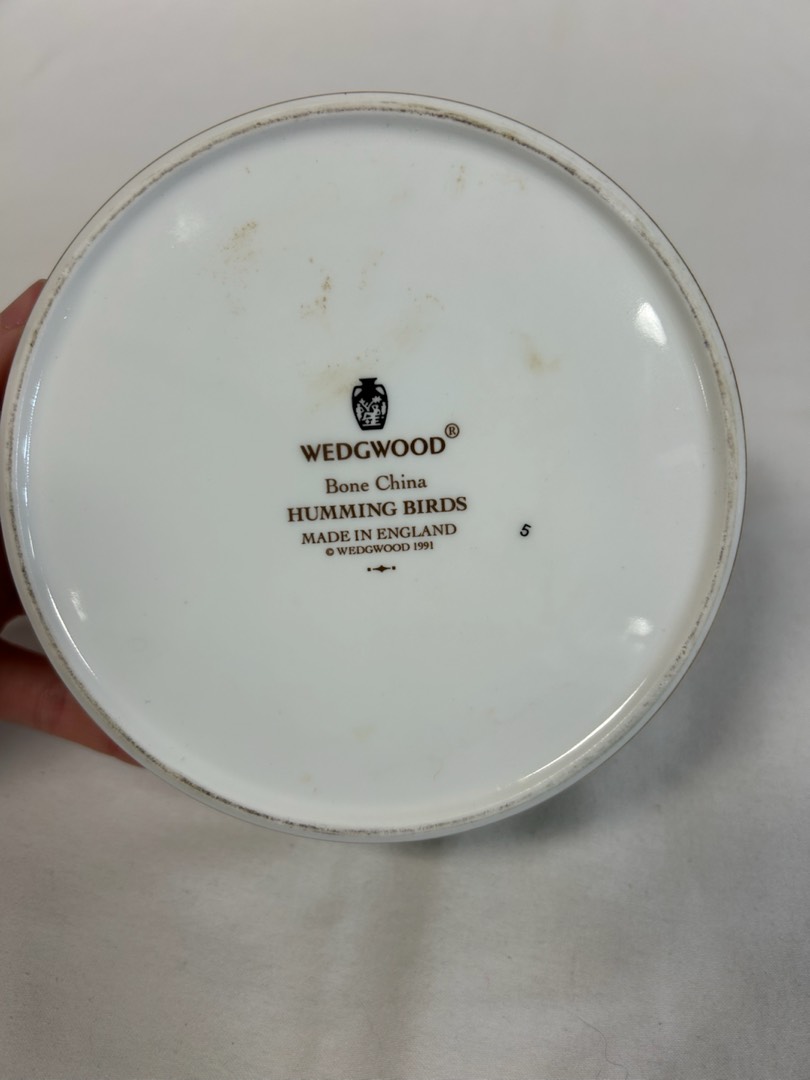 WEDGWOOD®
Bone China
HUMMING BIRDS
MADE IN ENGLAND
© WEDGWOOD 1991
5